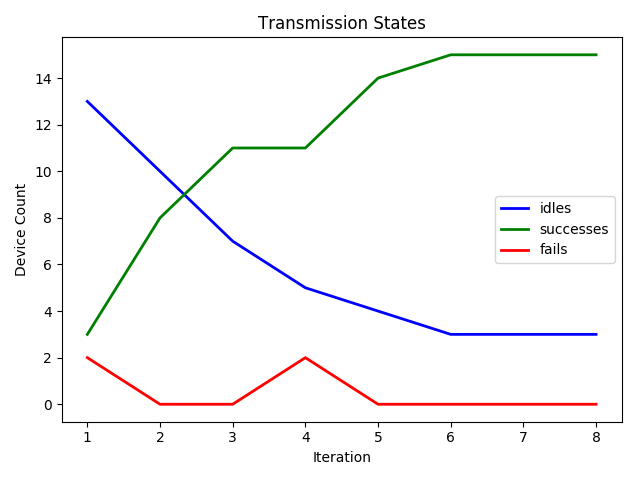 Transmission States
Device Count
14
12
10
8
6
4
2
0
idles
successes
fails
1 2 3 4 5 6 7 8
Iteration